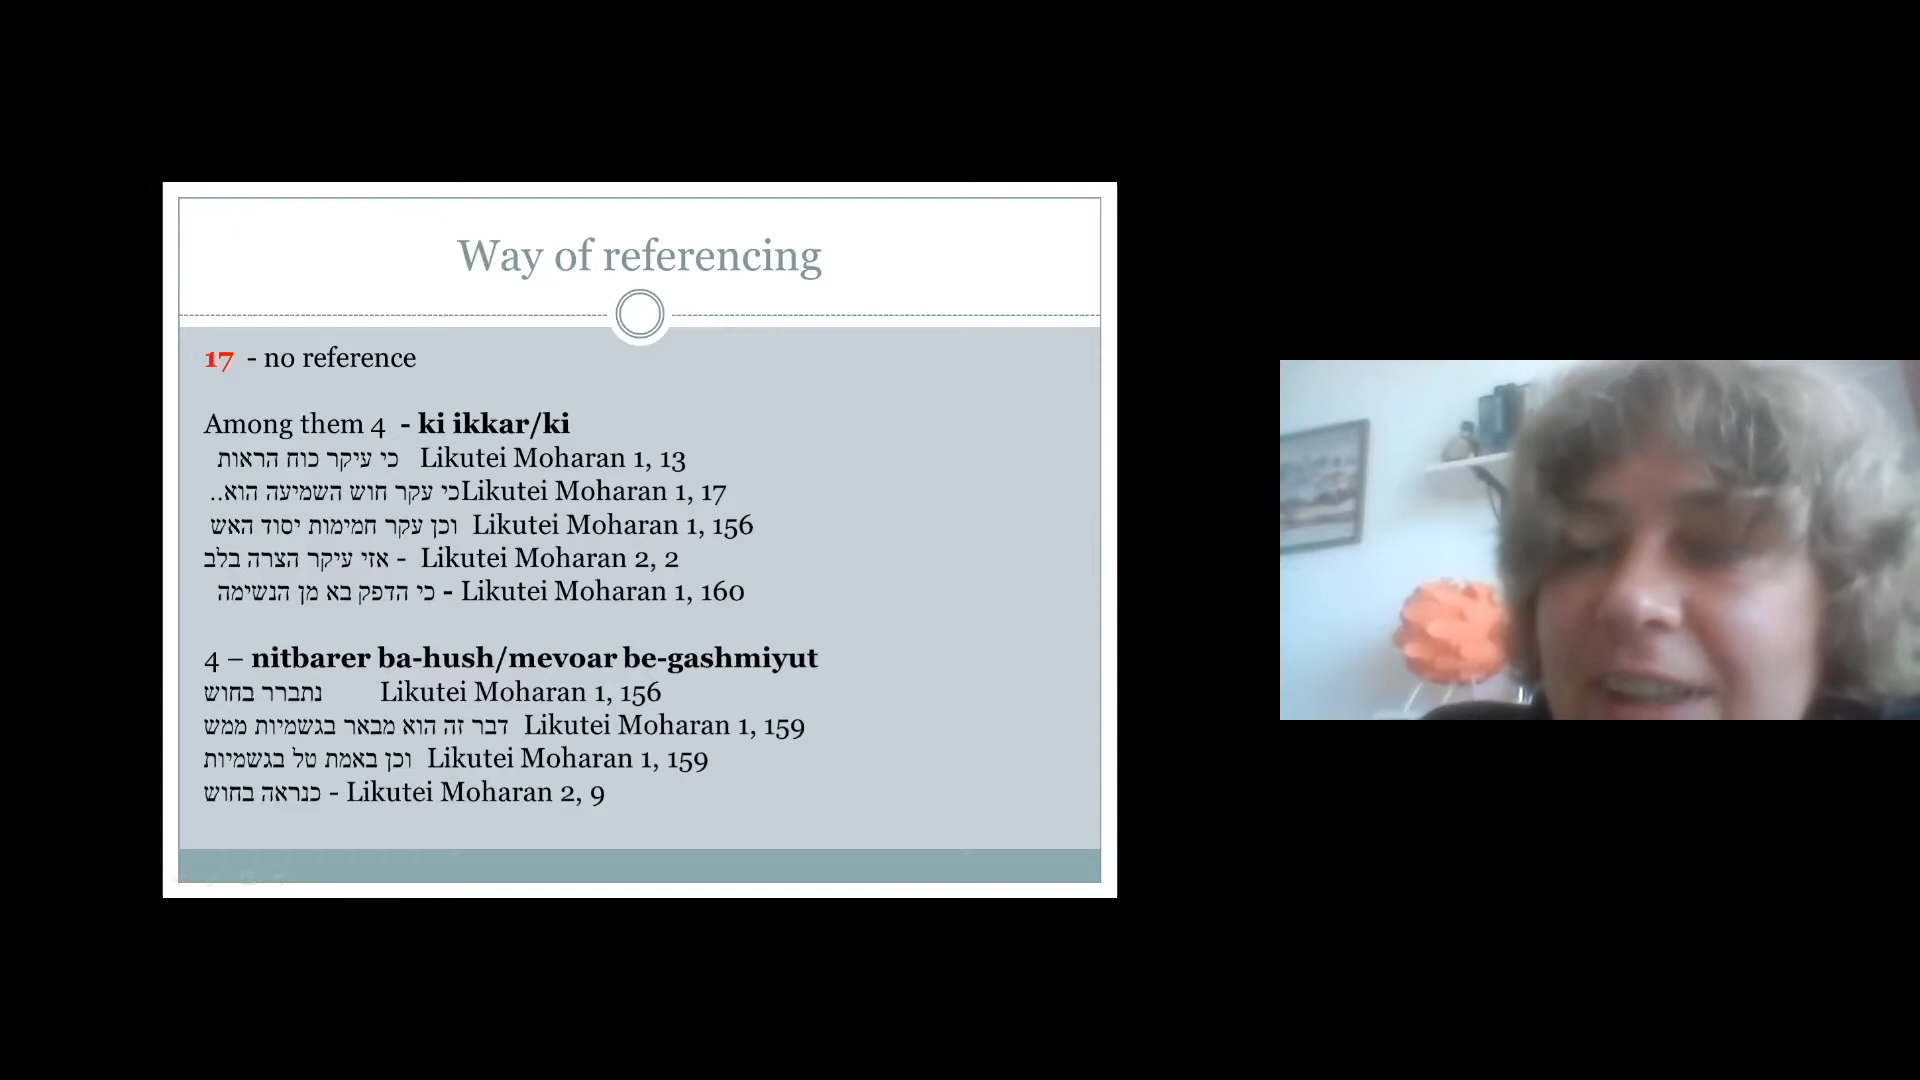 Way of referencing
17 - no reference
Among them 4 - ki ikkar/ki
כי עיקר כוח הראות Likutei Moharan 1, 13
כי עקר חוש השמיעה הוא.. Likutei Moharan 1, 17
וכן עקר חמימות יסוד האש Likutei Moharan 1, 156
אזי עיקר הצרה בלב - Likutei Moharan 2, 2
כי הדפק בא מן הנשימה - Likutei Moharan 1, 160
4 – nitbarer ba-hush/mevoar be-gashmiyut
נתברר בחוש Likutei Moharan 1, 156
דבר זה הוא מבאר בגשמיות ממש Likutei Moharan 1, 159
וכן באמת טל בגשמיות Likutei Moharan 1, 159
כנראה בחוש - Likutei Moharan 2, 9